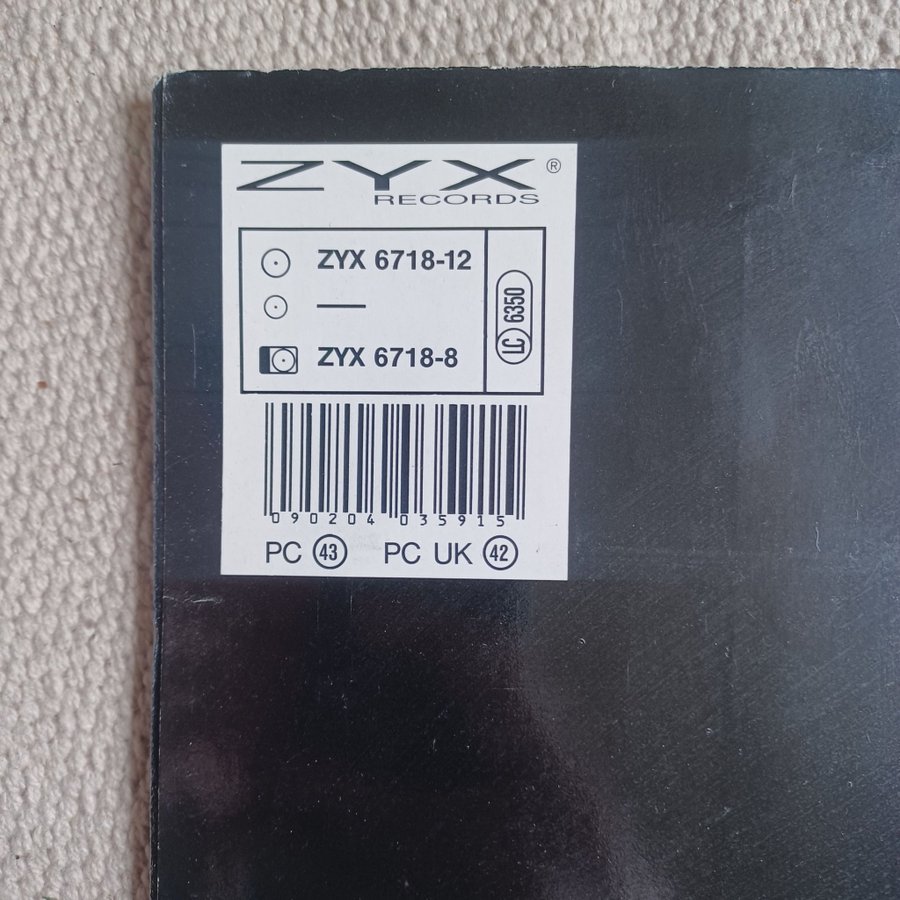 ZYX ®
RECORDS
ZYX 6718-12
—
ZYX 6718-8
LC 6350
090204 035915
PC 43 PC UK 42